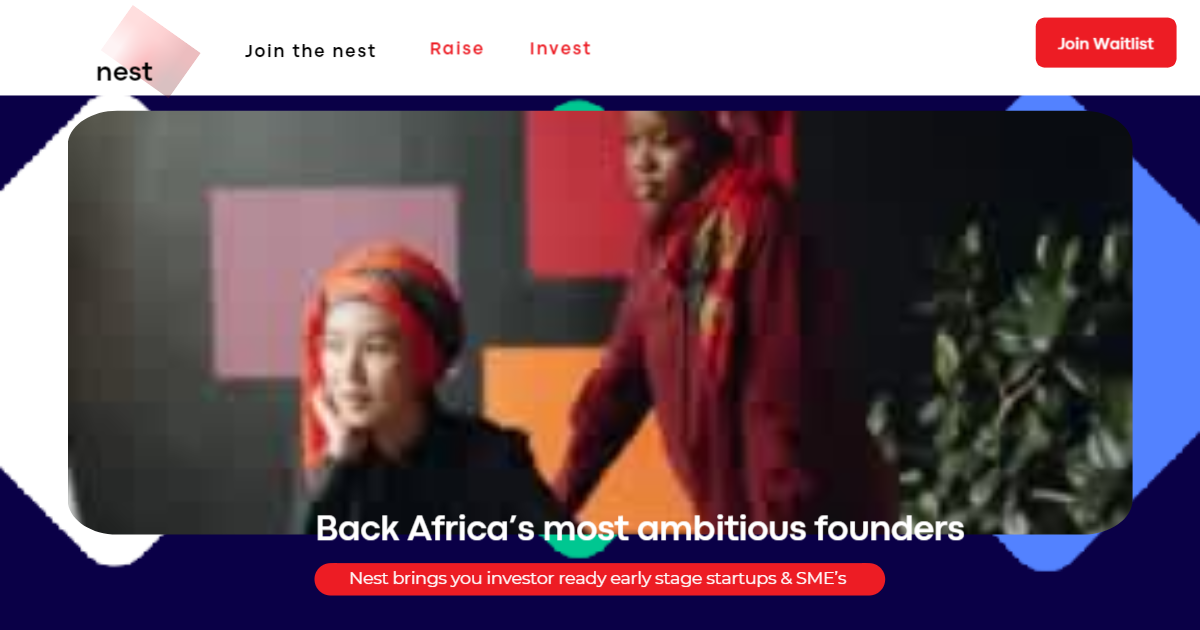 nest
Join the nest
Raise
Invest
Join Waitlist
Back Africa’s most ambitious founders
Nest brings you investor ready early stage startups & SME’s